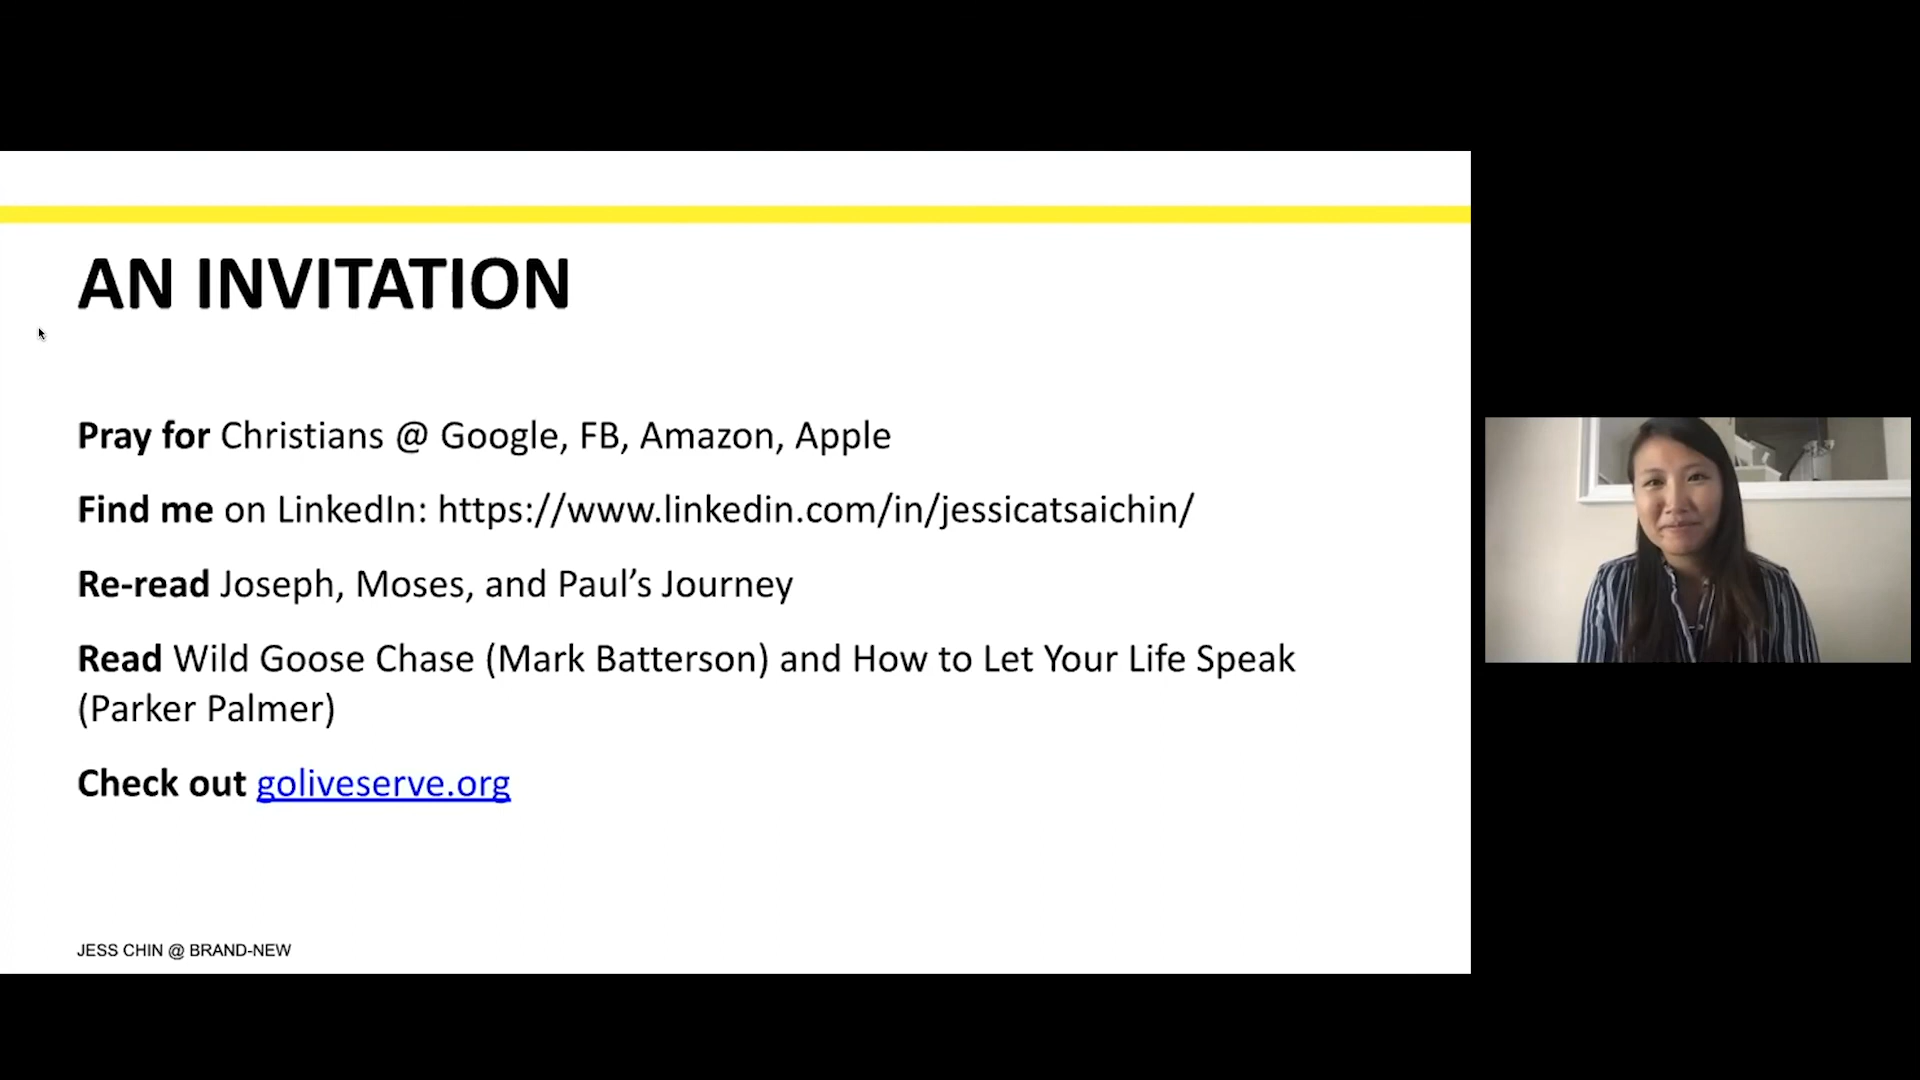 AN INVITATION
Pray for Christians @ Google, FB, Amazon, Apple
Find me on LinkedIn: https://www.linkedin.com/in/jessicatsaichin/
Re-read Joseph, Moses, and Paul’s Journey
Read Wild Goose Chase (Mark Batterson) and How to Let Your Life Speak
(Parker Palmer)
Check out goliveserve.org
JESS CHIN @ BRAND-NEW